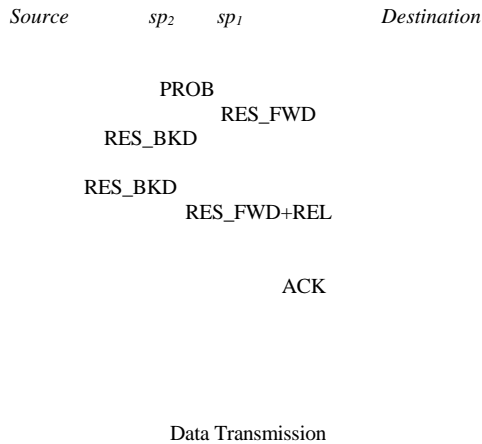 Source sp₂ sp₁ Destination
PROB
RES_FWD
RES_BKD
RES_BKD
RES_FWD+REL
ACK
Data Transmission